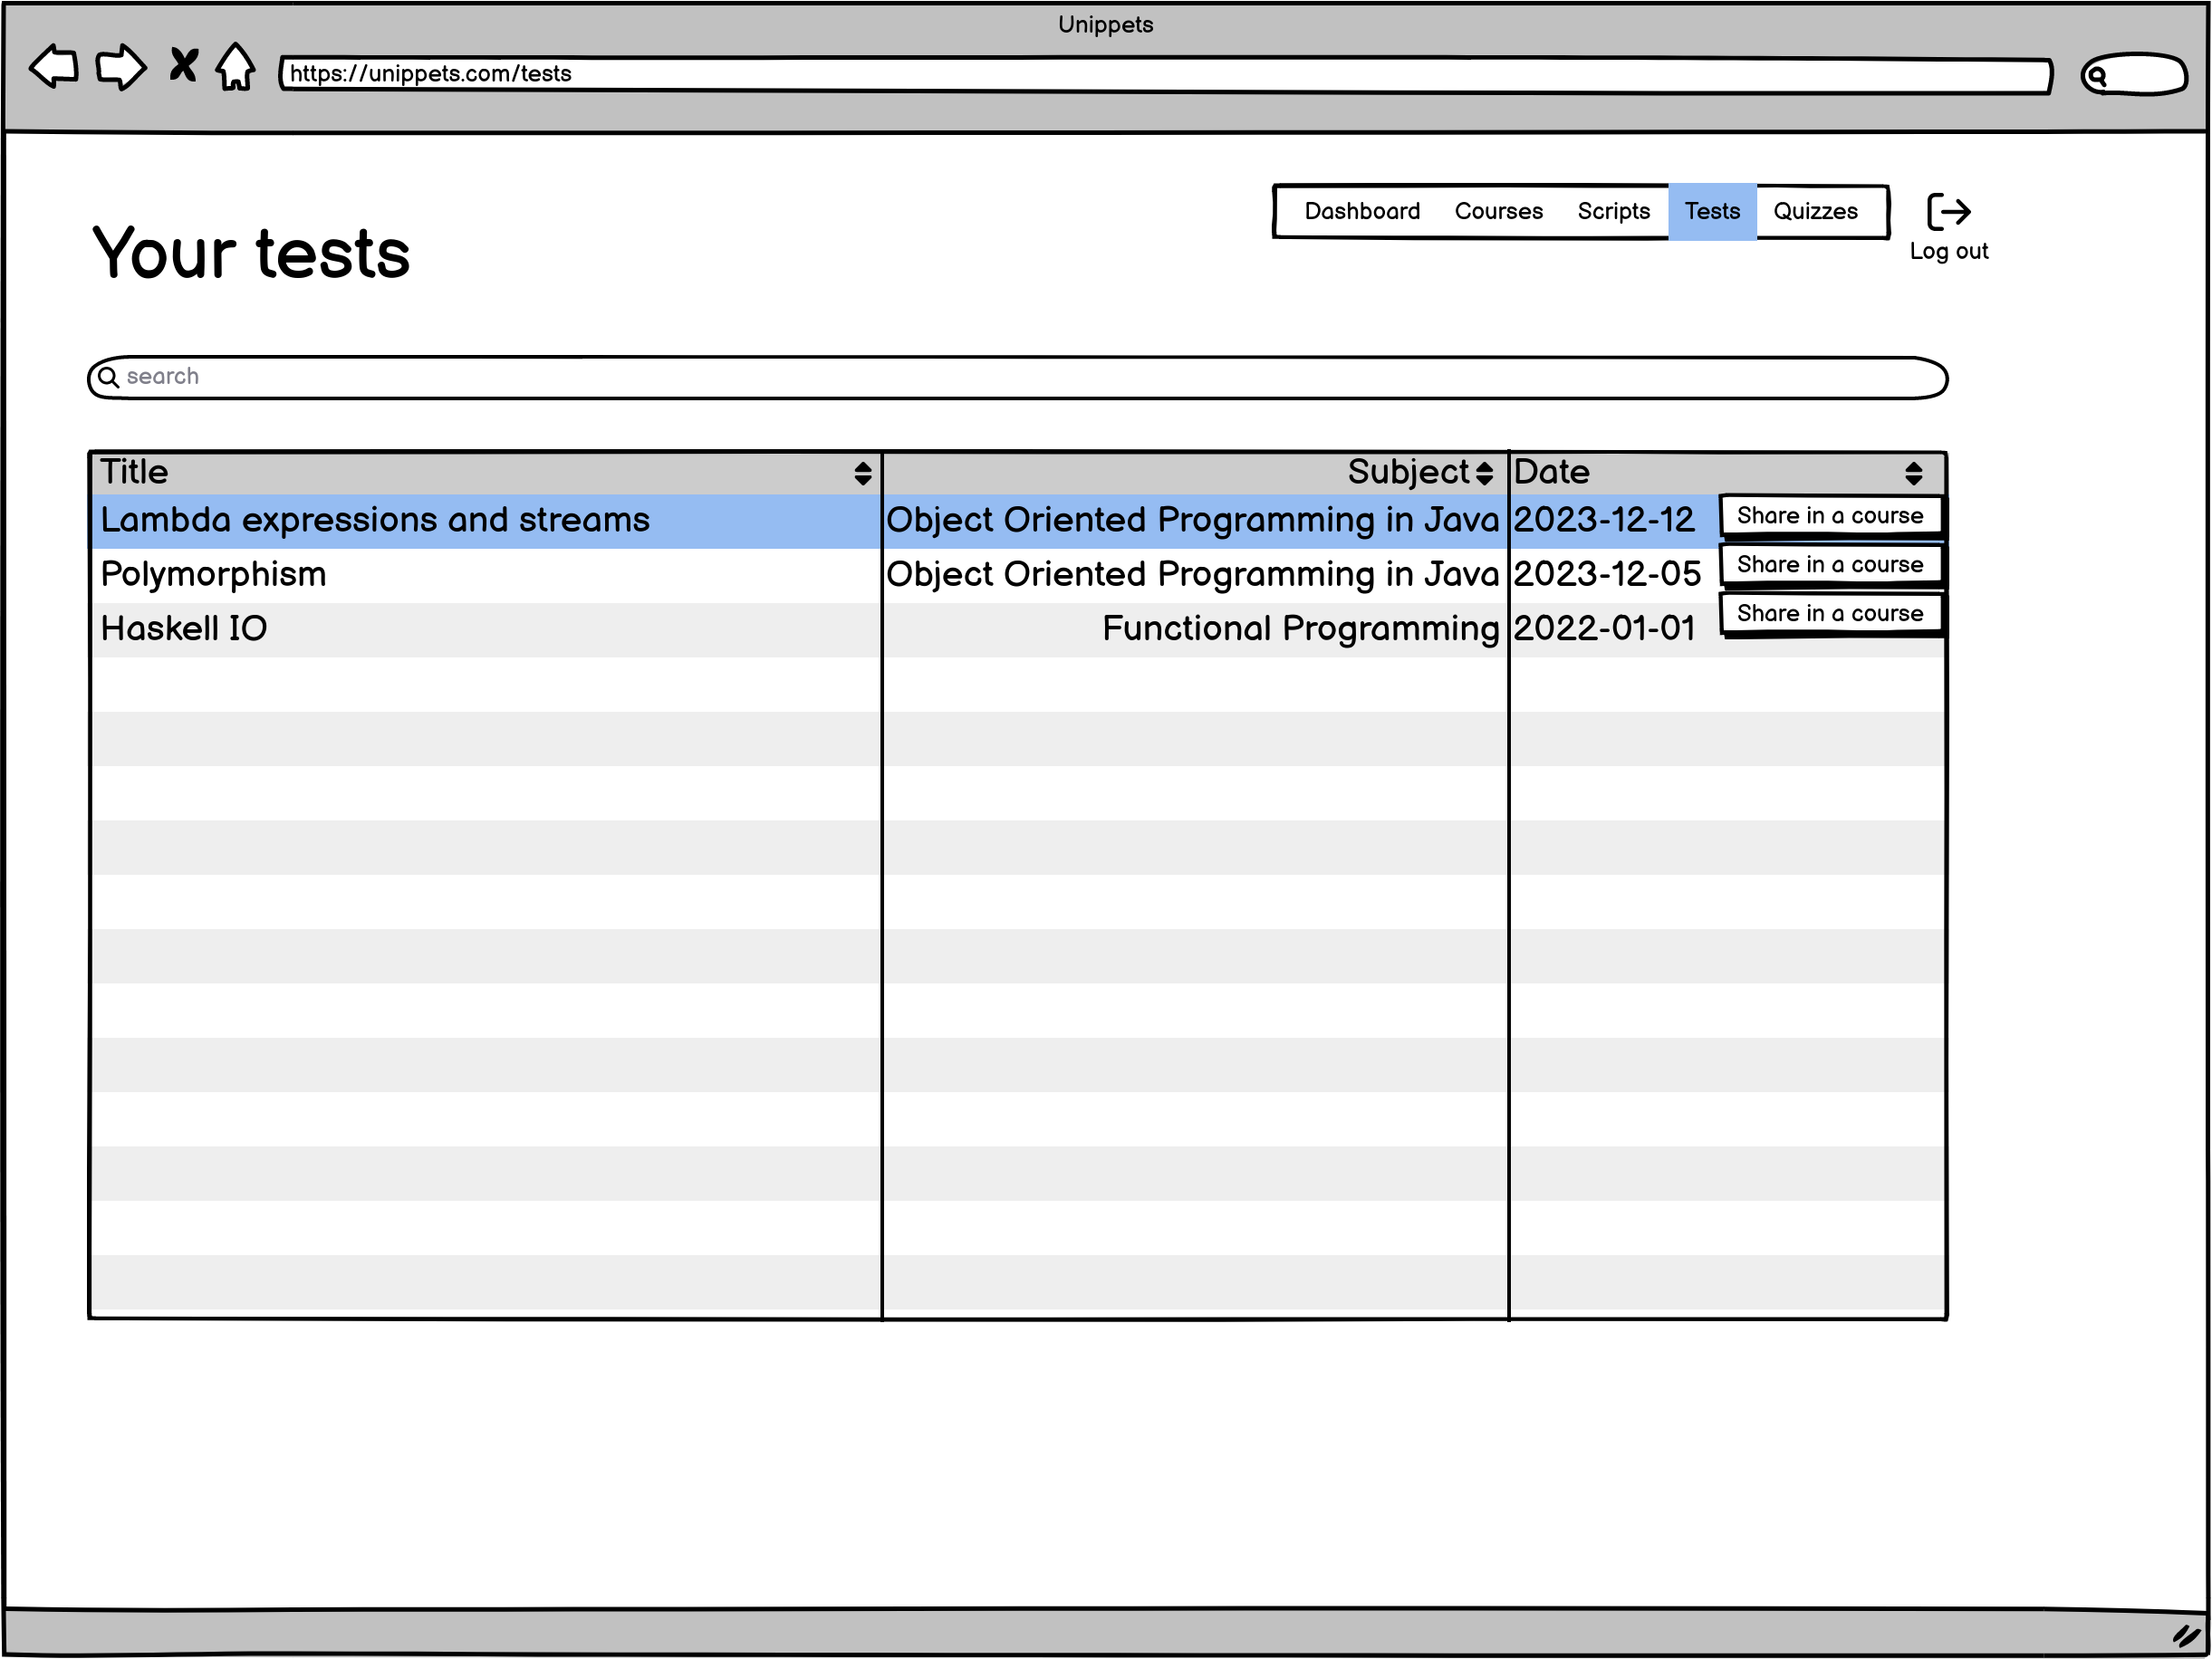 Unippets
https://unippets.com/tests
Dashboard Courses Scripts Tests Quizzes
Log out
Your tests
search
Title Subject Date
Lambda expressions and streams Object Oriented Programming in Java 2023-12-12 Share in a course
Polymorphism Object Oriented Programming in Java 2023-12-05 Share in a course
Haskell IO Functional Programming 2022-01-01 Share in a course